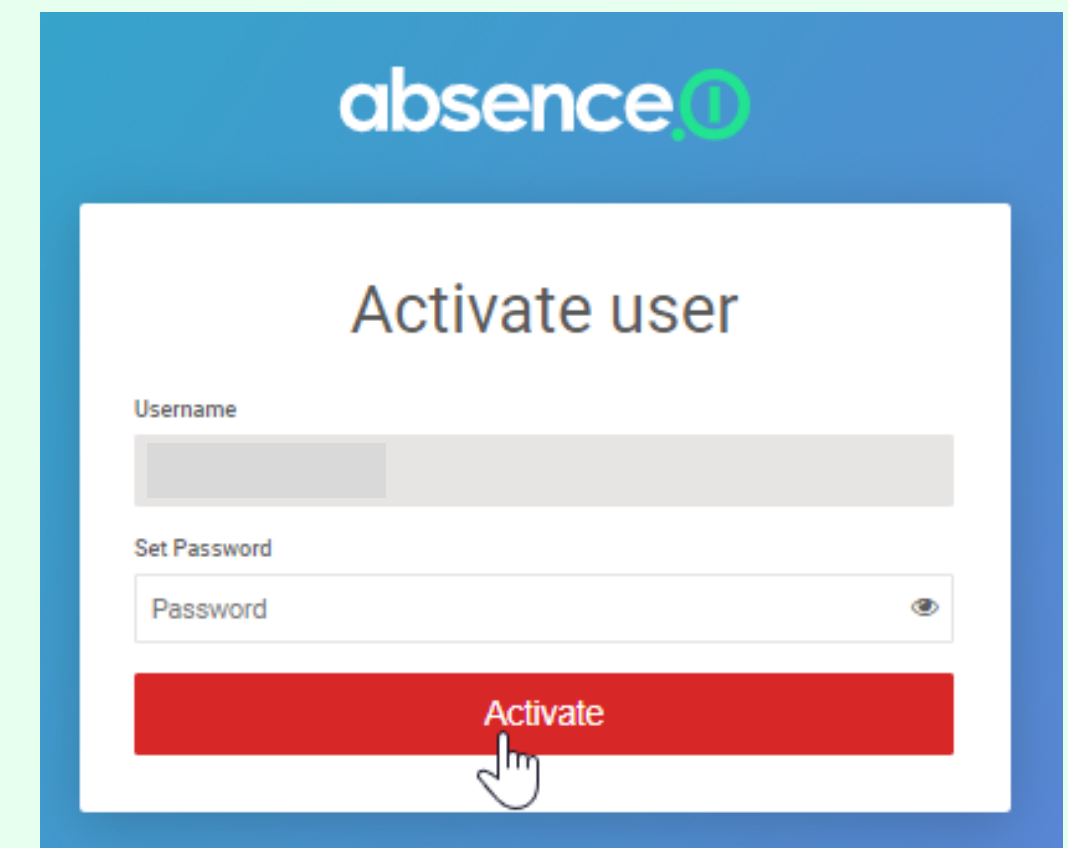 absence.io
Activate user
Username
Set Password
Password
Activate